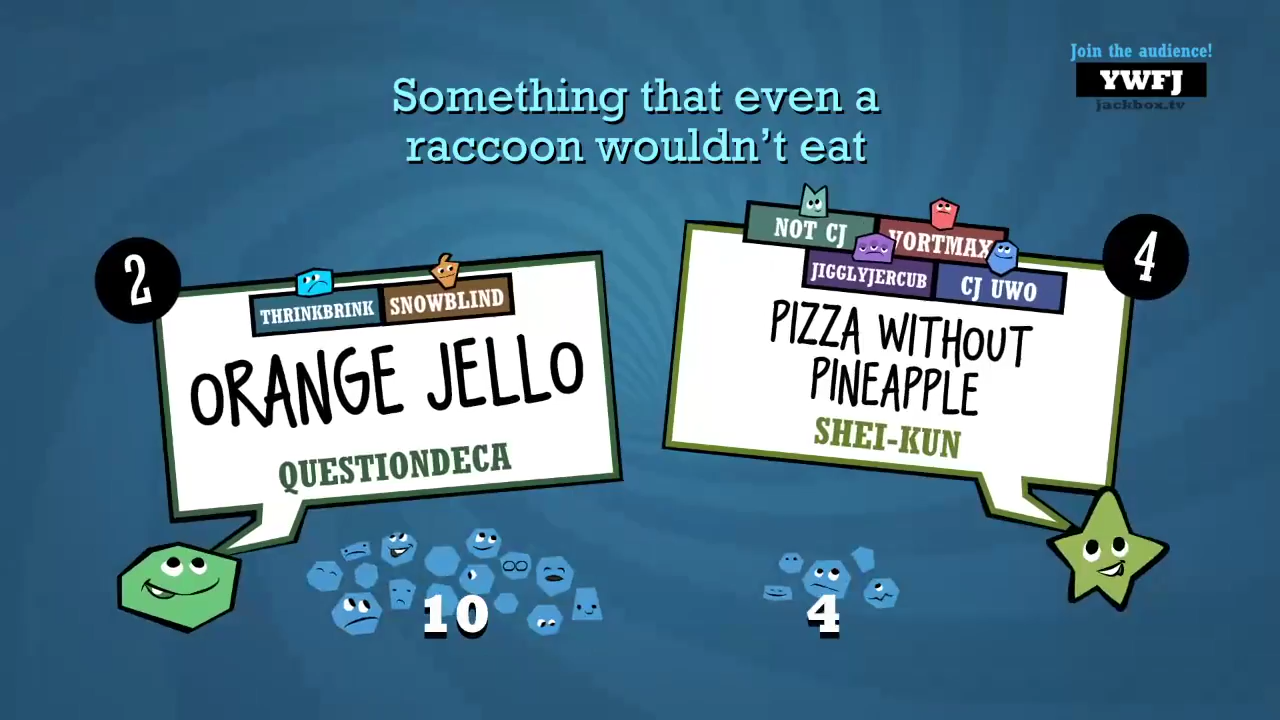 Join the audience!
YWFJ
jackbox.tv
Something that even a
raccoon wouldn't eat
2
THRINKBRINK
SNOWBLIND
ORANGE JELLO
QUESTIONDECA
10
NOT CJ
VORTMAX
JIGGLYJERCUB
CJ UWO
4
PIZZA WITHOUT
PINEAPPLE
SHEI-KUN
4